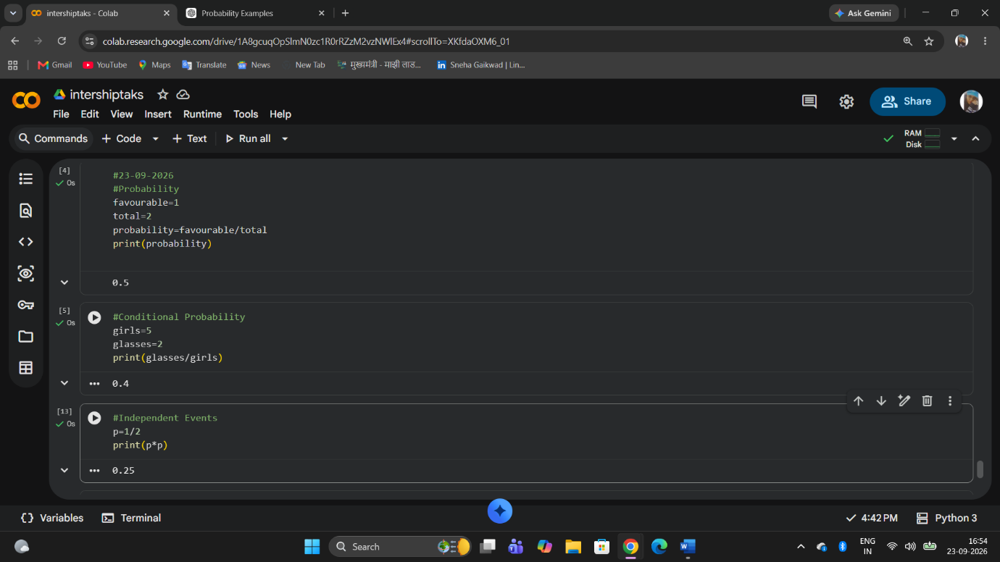 intershiptaks - Colab
Probability Examples
Ask Gemini
colab.research.google.com/drive/1A8gcuqOpSlmN0zc1R0rRZzM2vzNWlEx4#scrollTo=XKfdaOXM6_01
Gmail
YouTube
Maps
Translate
News
New Tab
मुख्यमंत्री - माझी लाड...
in Sneha Gaikwad | Lin...
intershiptaks
File Edit View Insert Runtime Tools Help
Share
Commands + Code + Text Run all
RAM
Disk
[4]
0s
#23-09-2026
#Probability
favourable=1
total=2
probability=favourable/total
print(probability)
0.5
[5]
0s
#Conditional Probability
girls=5
glasses=2
print(glasses/girls)
0.4
[13]
0s
#Independent Events
p=1/2
print(p*p)
0.25
Variables
Terminal
4:42 PM
Python 3
Search
ENG
IN
16:54
23-09-2026